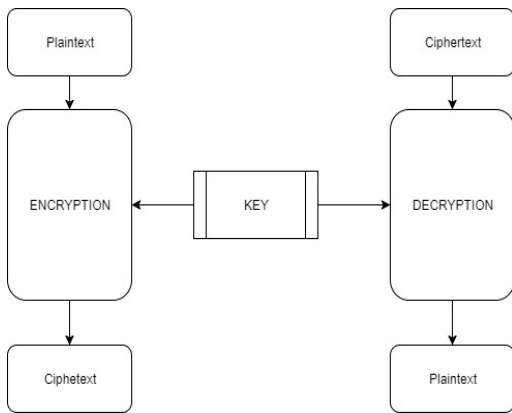 Plaintext
Ciphertext
ENCRYPTION
KEY
DECRYPTION
Ciphetext
Plaintext